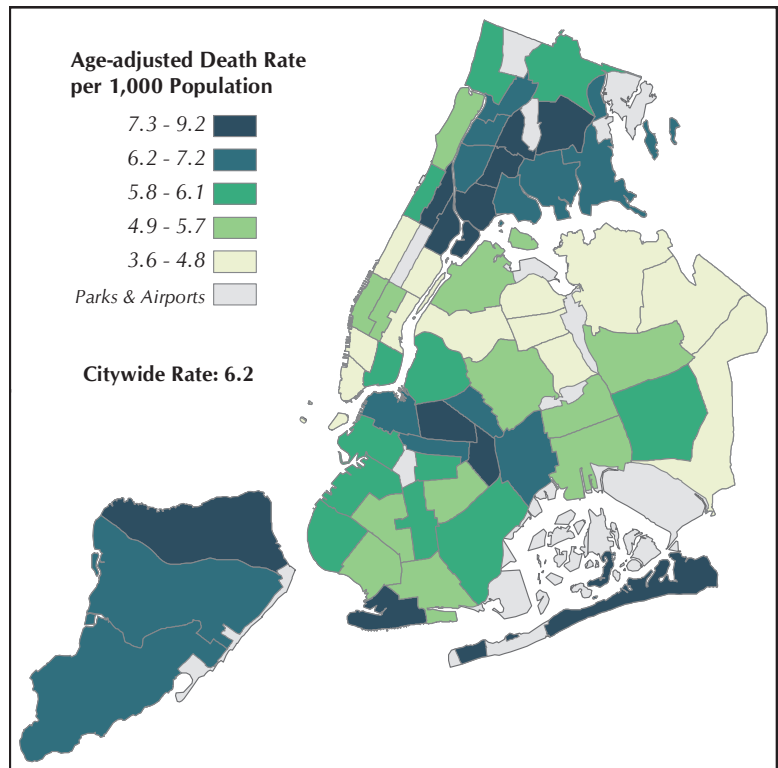 Age-adjusted Death Rate
per 1,000 Population
7.3 - 9.2
6.2 - 7.2
5.8 - 6.1
4.9 - 5.7
3.6 - 4.8
Parks & Airports
Citywide Rate: 6.2